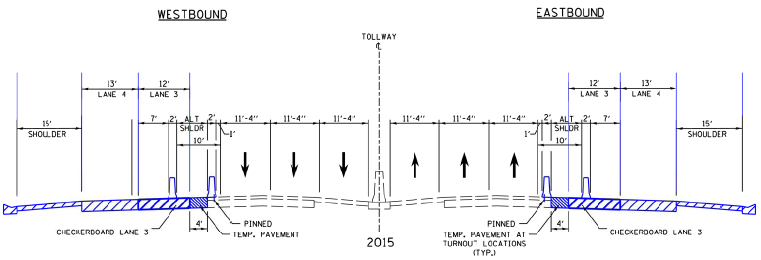 WESTBOUND
EASTBOUND
TOLLWAY
℄
13'
LANE 4
12'
LANE 3
12'
LANE 3
13'
LANE 4
15'
SHOULDER
7'
2'
ALT
SHLDR
2'
11'-4"
11'-4"
11'-4"
11'-4"
11'-4"
11'-4"
2'
ALT
SHLDR
2'
7'
15'
SHOULDER
1'
1'
10'
10'
CHECKERBOARD LANE 3
4'
PINNED
TEMP. PAVEMENT
2015
PINNED
TEMP. PAVEMENT AT
TURNOUT LOCATIONS
(TYP.)
4'
CHECKERBOARD LANE 3